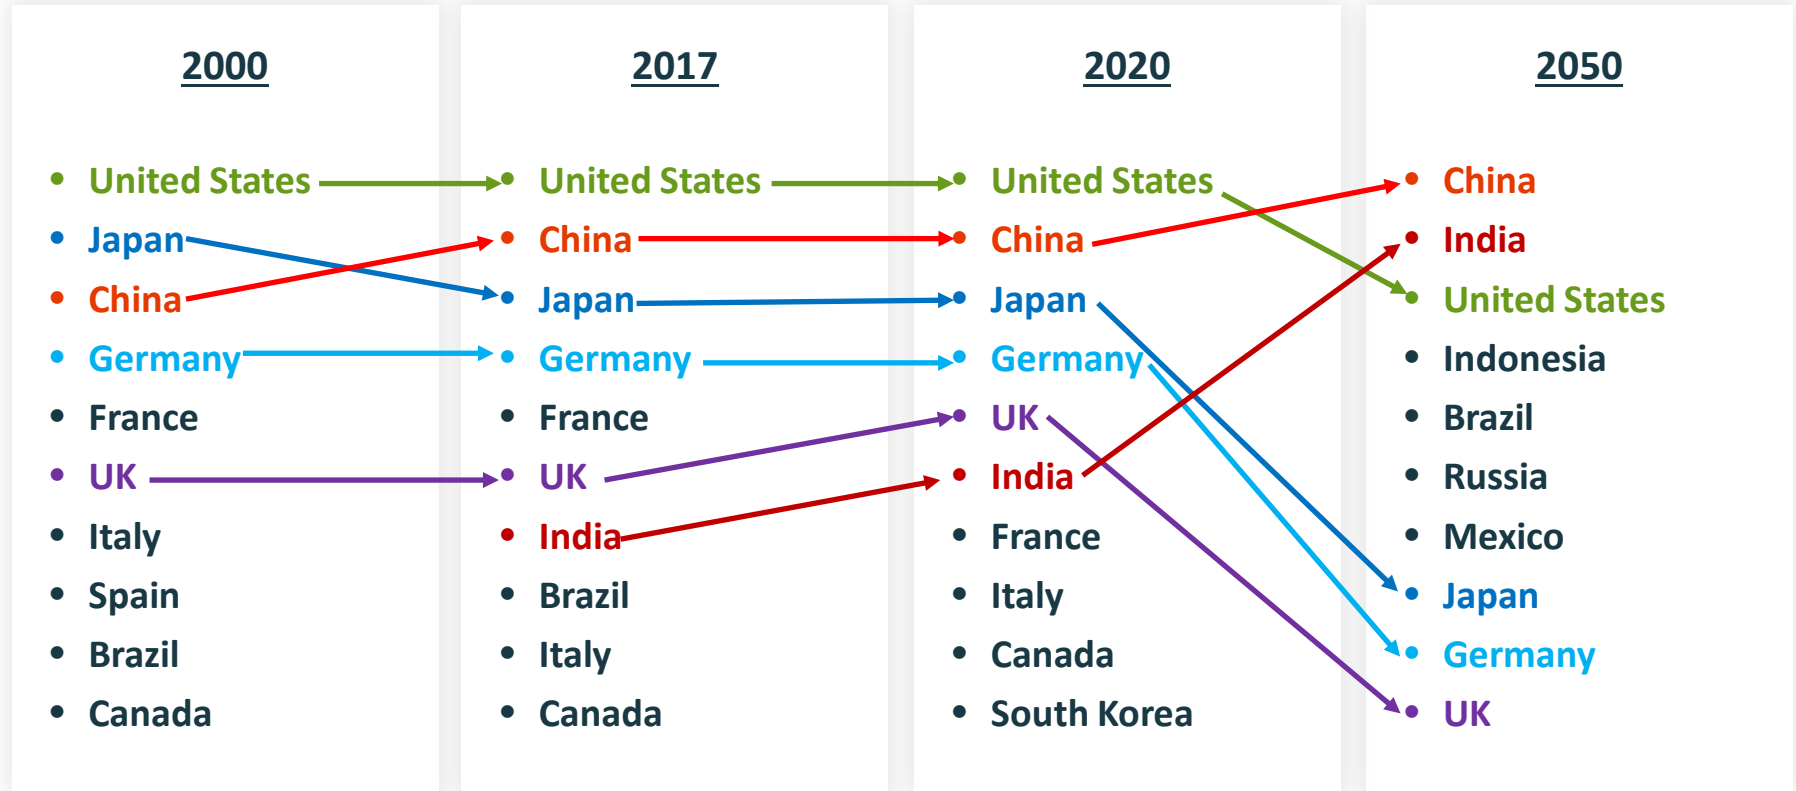 2000
United States
Japan
China
Germany
France
UK
Italy
Spain
Brazil
Canada
2017
United States
China
Japan
Germany
France
UK
India
Brazil
Italy
Canada
2020
United States
China
Japan
Germany
UK
India
France
Italy
Canada
South Korea
2050
China
India
United States
Indonesia
Brazil
Russia
Mexico
Japan
Germany
UK